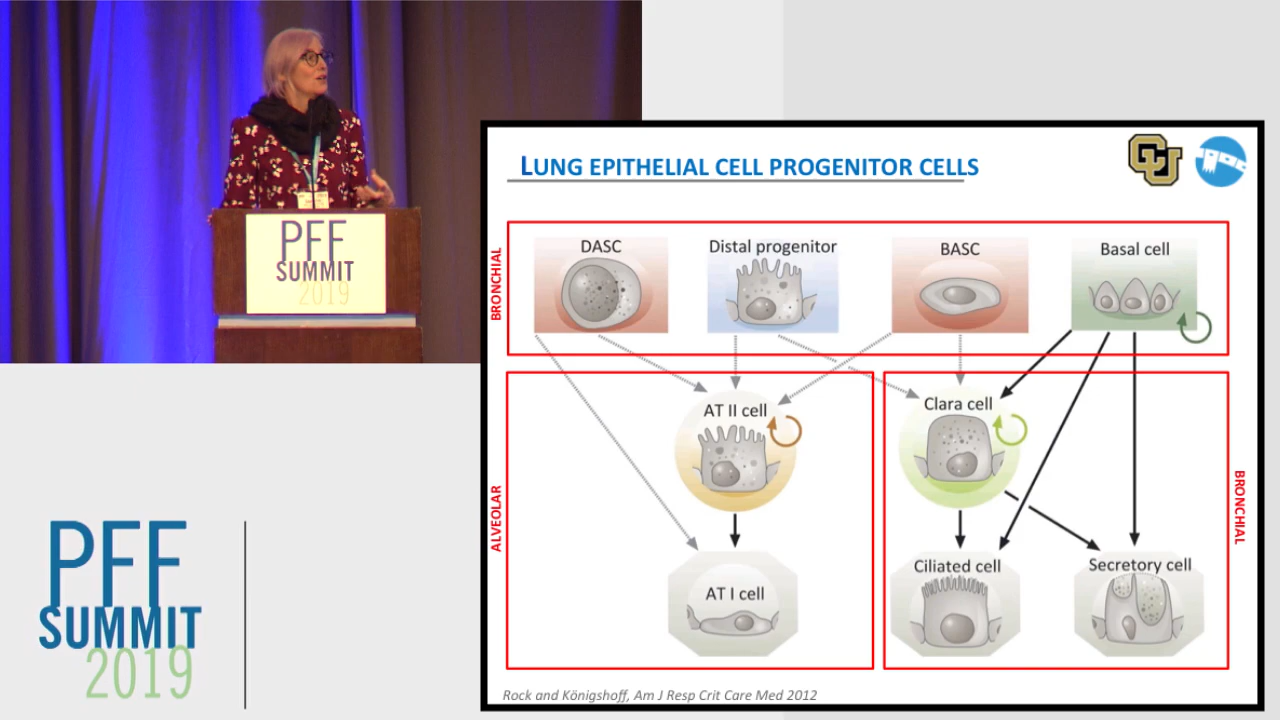 PFF
SUMMIT
2019
LUNG EPITHELIAL CELL PROGENITOR CELLS
CU
BRONCHIAL
DASC
Distal progenitor
BASC
Basal cell
ALVEOLAR
AT II cell
AT I cell
Clara cell
Ciliated cell
Secretory cell
BRONCHIAL
Rock and Königshoff, Am J Resp Crit Care Med 2012
PFF
SUMMIT
2019